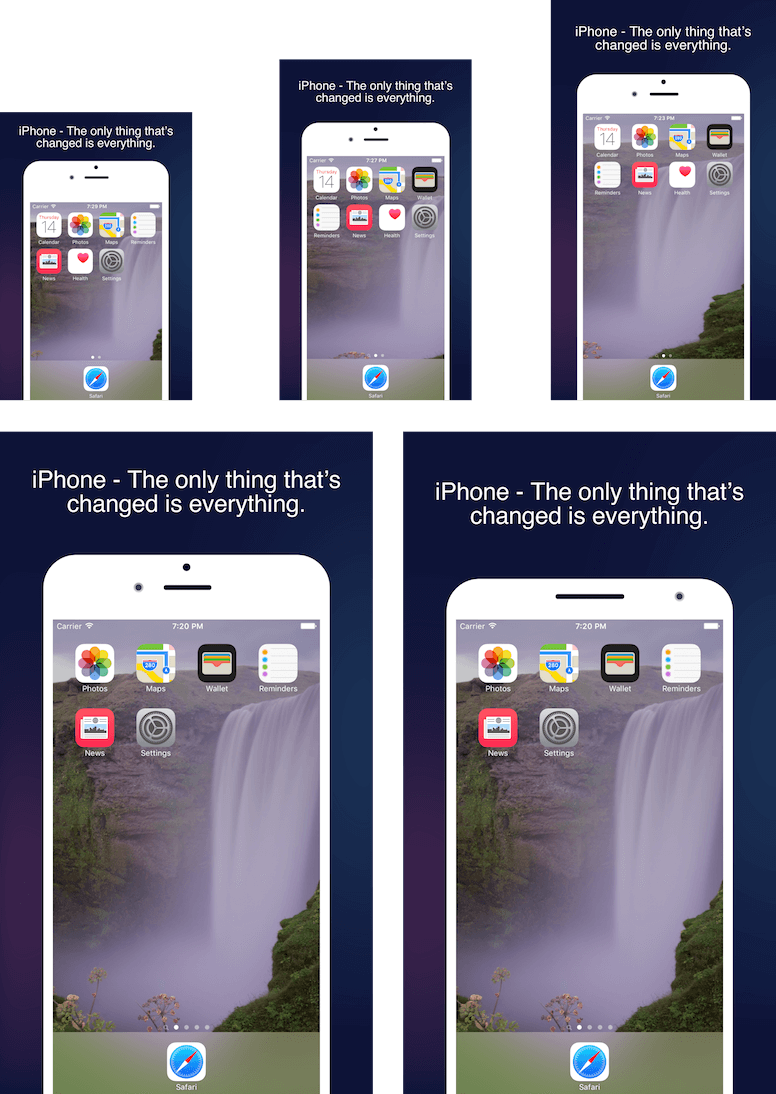 iPhone - The only thing that's
changed is everything.
Carrier 7:29 PM
Thursday
14
280
Calendar Photos Maps Reminders
News Health Settings
Safari
iPhone - The only thing that's
changed is everything.
Carrier 7:27 PM
Thursday
14
280
Calendar Photos Maps Wallet
Reminders News Health Settings
Safari
iPhone - The only thing that's
changed is everything.
Carrier 7:23 PM
Thursday
14
280
Calendar Photos Maps Wallet
Reminders News Health Settings
Safari
iPhone - The only thing that's
changed is everything.
Carrier 7:20 PM
280
Photos Maps Wallet Reminders
News Settings
Safari
iPhone - The only thing that's
changed is everything.
Carrier 7:20 PM
280
Photos Maps Wallet Reminders
News Settings
Safari